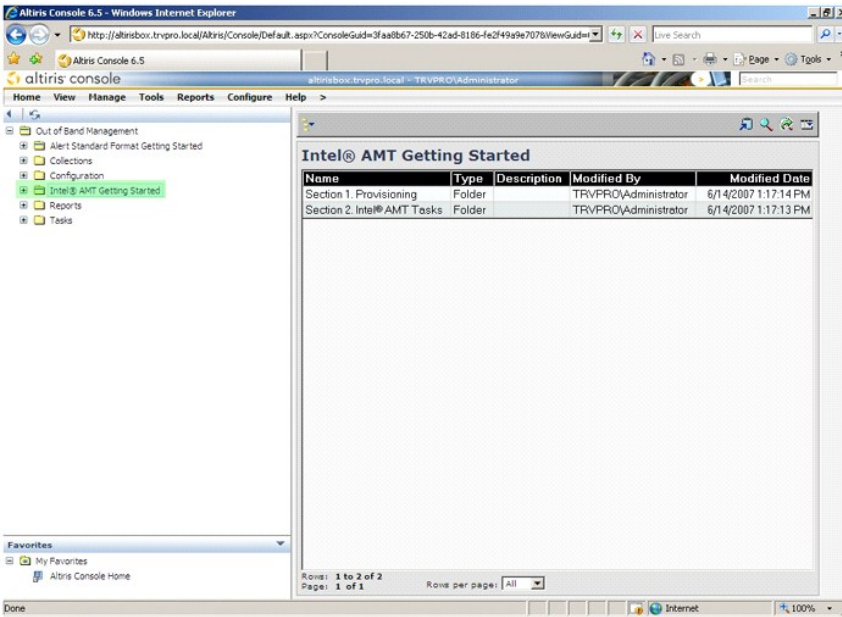 Altiris Console 6.5 - Windows Internet Explorer
http://altirisbox.trvpro.local/Altiris/Console/Default.aspx?ConsoleGuid=3faa8b67-250b-42ad-8186-fe2f49a9e707&ViewGuid=
Live Search
Altiris Console 6.5
Page
Tools
altiris console
altirisbox.trvpro.local - TRVPRO\Administrator
Search
Home View Manage Tools Reports Configure Help >
Out of Band Management
Alert Standard Format Getting Started
Collections
Configuration
Intel® AMT Getting Started
Reports
Tasks
Intel® AMT Getting Started
Name Type Description Modified By Modified Date
Section 1. Provisioning Folder TRVPRO\Administrator 6/14/2007 1:17:14 PM
Section 2. Intel® AMT Tasks Folder TRVPRO\Administrator 6/14/2007 1:17:13 PM
Favorites
My Favorites
Altiris Console Home
Rows: 1 to 2 of 2
Page: 1 of 1
Rows per page: All
Done
Internet
100%